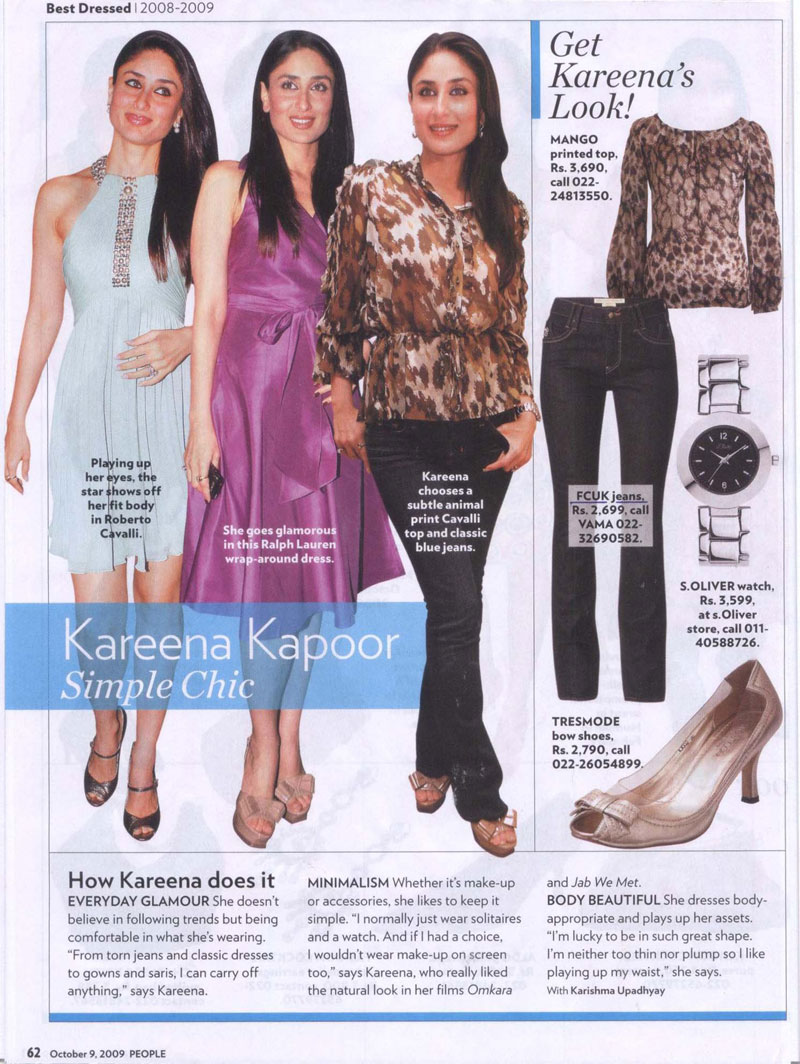 Best Dressed | 2008-2009
Playing up
her eyes, the
star shows off
her fit body
in Roberto
Cavalli.
She goes glamorous
in this Ralph Lauren
wrap-around dress.
Kareena
chooses a
subtle animal
print Cavalli
top and classic
blue jeans.
Kareena Kapoor
Simple Chic
Get
Kareena's
Look!
MANGO
printed top,
Rs. 3,690,
call 022-
24813550.
FCUK jeans,
Rs. 2,699, call
VAMA 022-
32690582.
12
S.OLIVER watch,
Rs. 3,599,
at s.Oliver
store, call 011-
40588726.
TRESMODE
bow shoes,
Rs. 2,790, call
022-26054899.
How Kareena does it
EVERYDAY GLAMOUR She doesn't
believe in following trends but being
comfortable in what she's wearing.
"From torn jeans and classic dresses
to gowns and saris, I can carry off
anything," says Kareena.
MINIMALISM Whether it's make-up
or accessories, she likes to keep it
simple. "I normally just wear solitaires
and a watch. And if I had a choice,
I wouldn't wear make-up on screen
too," says Kareena, who really liked
the natural look in her films Omkara
and Jab We Met.
BODY BEAUTIFUL She dresses body-
appropriate and plays up her assets.
"I'm lucky to be in such great shape.
I'm neither too thin nor plump so I like
playing up my waist," she says.
With Karishma Upadhyay
62 October 9, 2009 PEOPLE